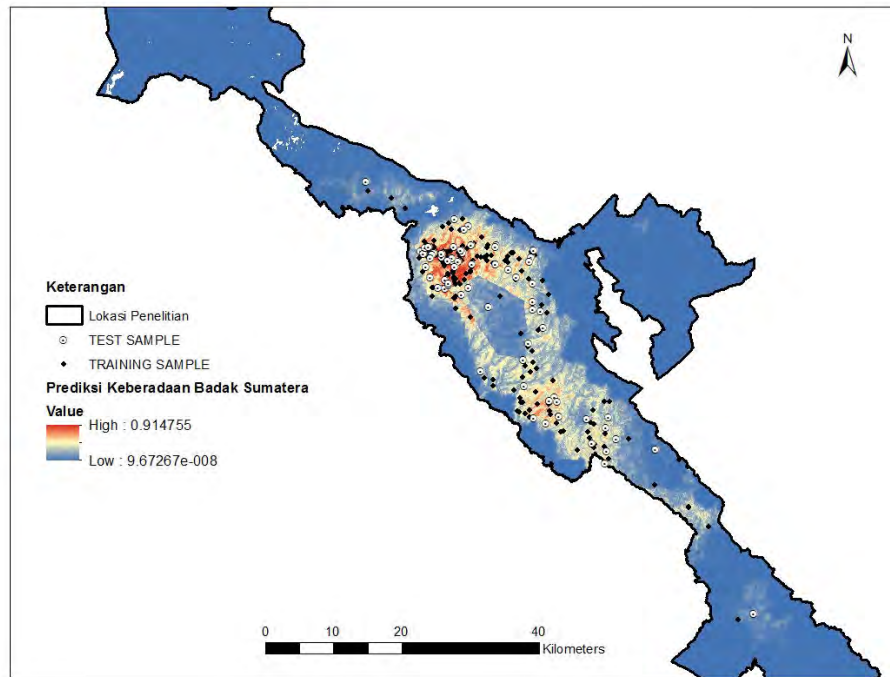 N
Keterangan
Lokasi Penelitian
TEST SAMPLE
TRAINING SAMPLE
Prediksi Keberadaan Badak Sumatera
Value
High : 0.914755
Low : 9.67267e-008
0 10 20 40
Kilometers